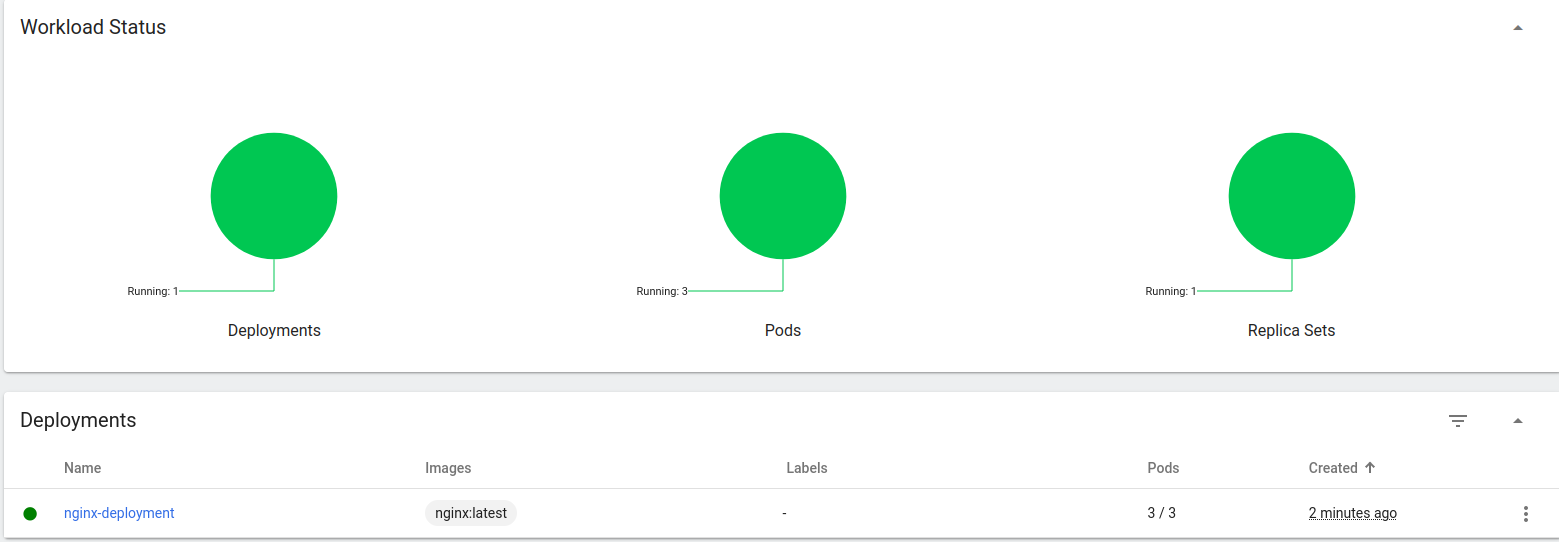 Workload Status
Running: 1 Running: 3 Running: 1
Deployments Pods Replica Sets
Deployments
Name Images Labels Pods Created
nginx-deployment nginx:latest - 3 / 3 2 minutes ago